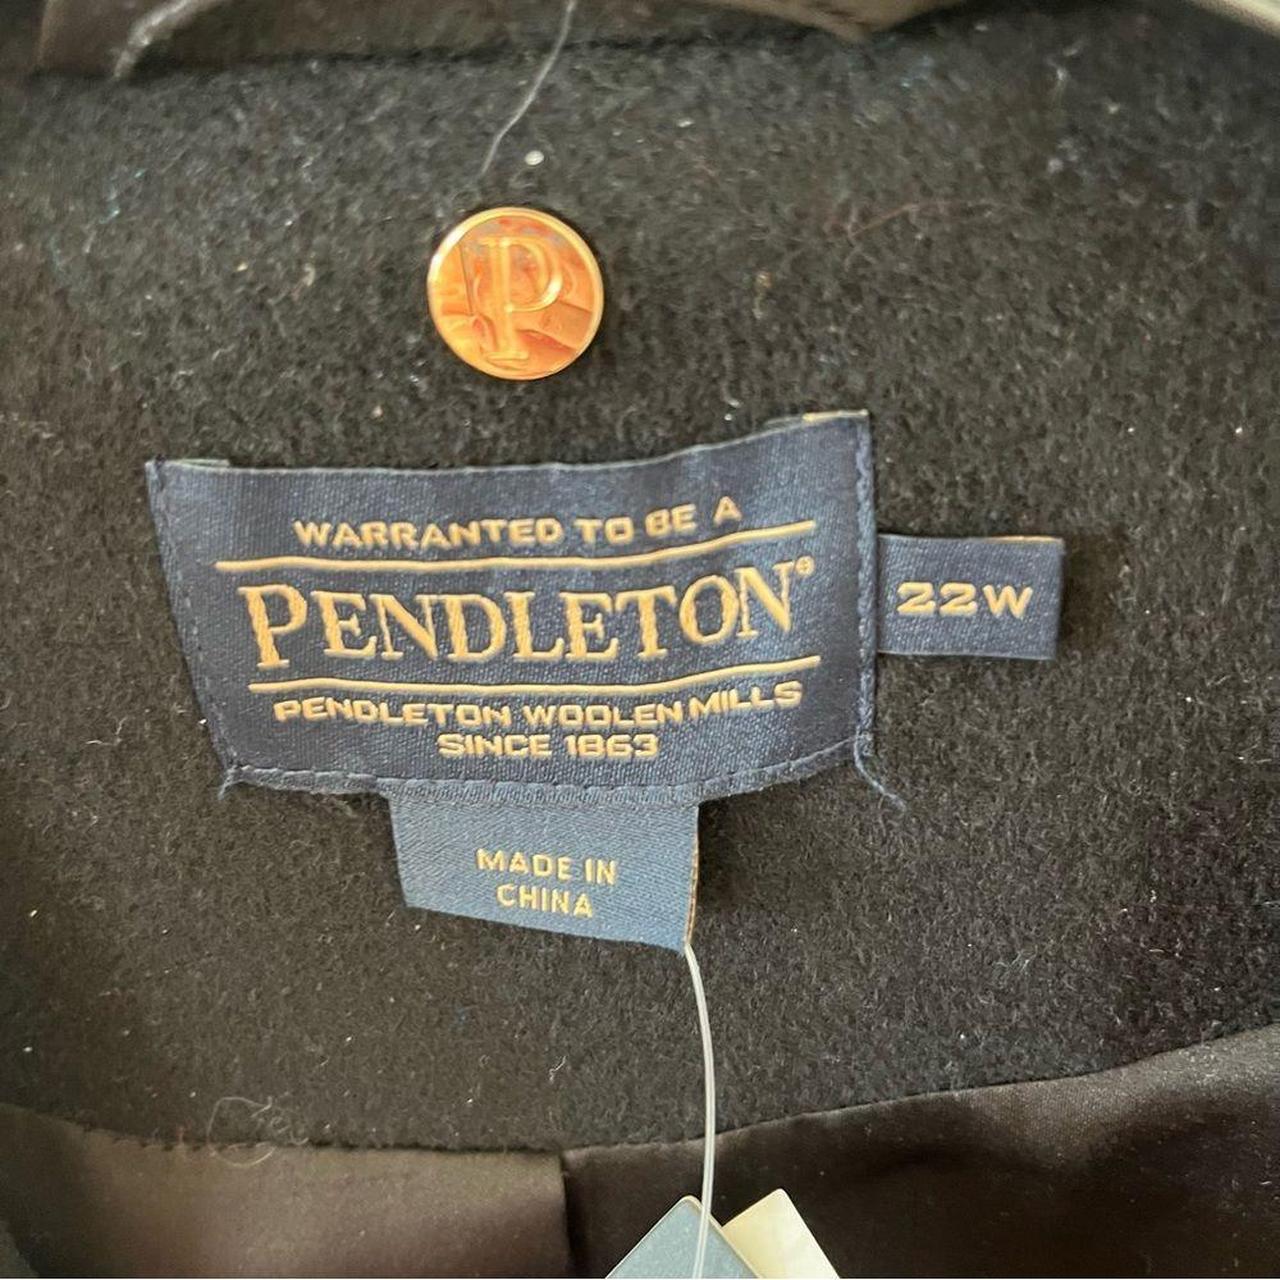 P
WARRANTED TO BE A
PENDLETON®
22W
PENDLETON WOOLEN MILLS
SINCE 1863
MADE IN
CHINA